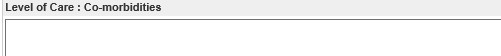 Level of Care : Co-morbidities